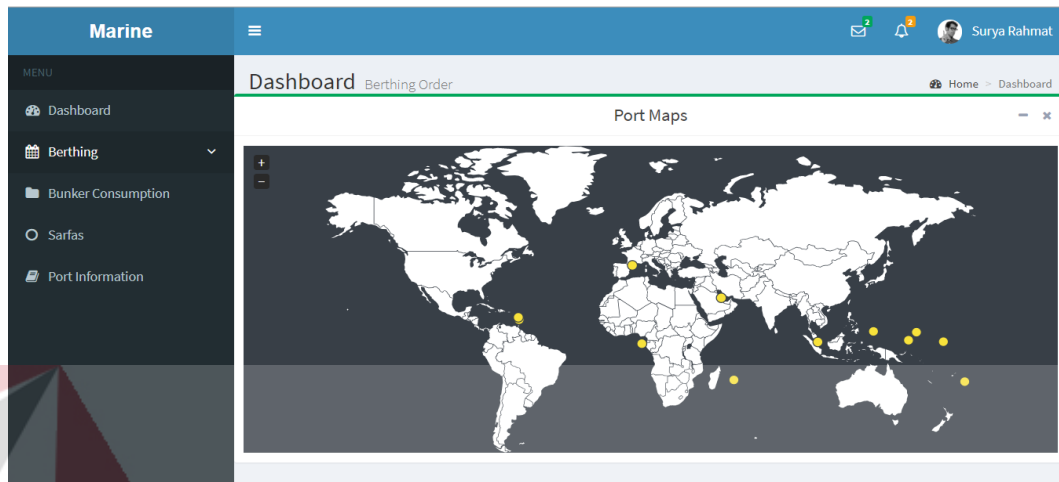 Marine
2
2
Surya Rahmat
MENU
Dashboard
Berthing
Bunker Consumption
Sarfas
Port Information
Dashboard Berthing Order
Home > Dashboard
Port Maps
+
−